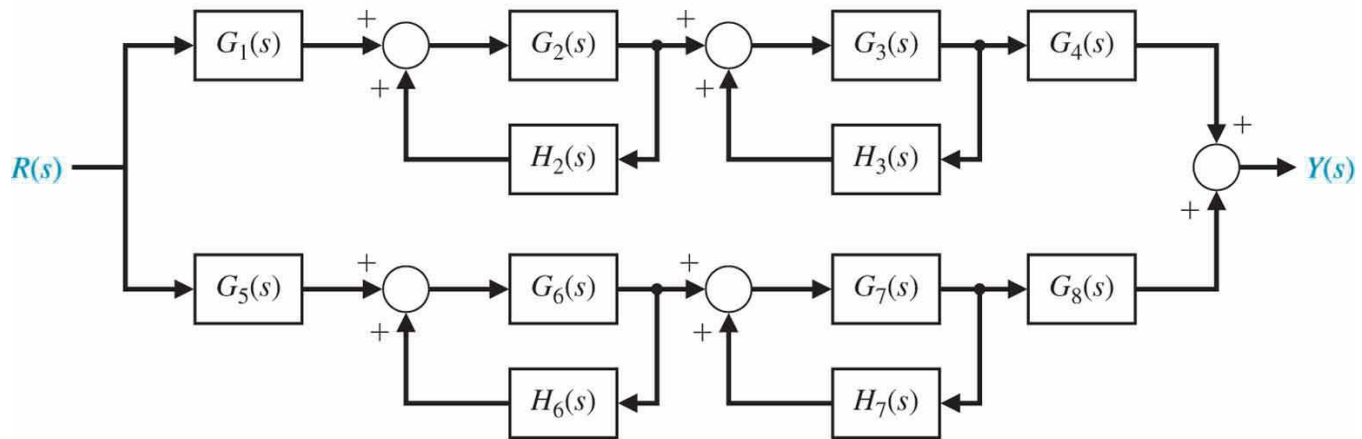 + +
G₁(s) G₂(s) G₃(s) G₄(s)
+ + +
H₂(s) H₃(s)
R(s) Y(s)
+ + +
G₅(s) G₆(s) G₇(s) G₈(s)
+ +
H₆(s) H₇(s)